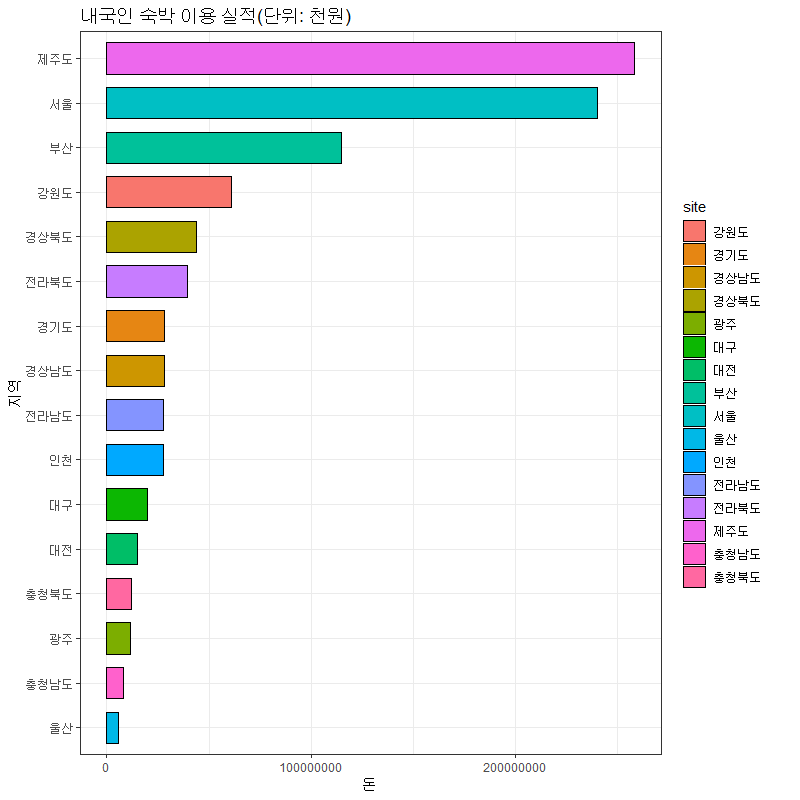 내국인 숙박 이용 실적(단위: 천원)
제주도
서울
부산
강원도
경상북도
전라북도
경기도
경상남도
전라남도
인천
대구
대전
충청북도
광주
충청남도
울산
지역
0
100000000
200000000
돈
site
강원도
경기도
경상남도
경상북도
광주
대구
대전
부산
서울
울산
인천
전라남도
전라북도
제주도
충청남도
충청북도